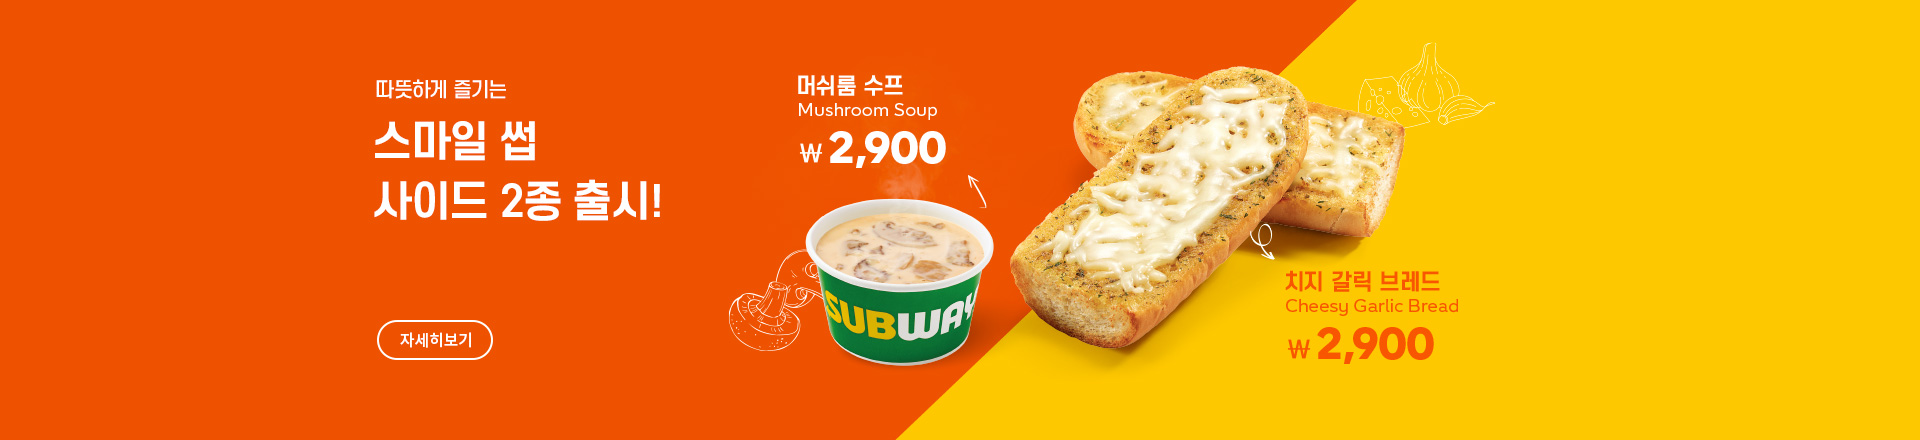 따뜻하게 즐기는
스마일 썹
사이드 2종 출시!
자세히보기
머쉬룸 수프
Mushroom Soup
₩ 2,900
SUBWAY
치지 갈릭 브레드
Cheesy Garlic Bread
₩ 2,900